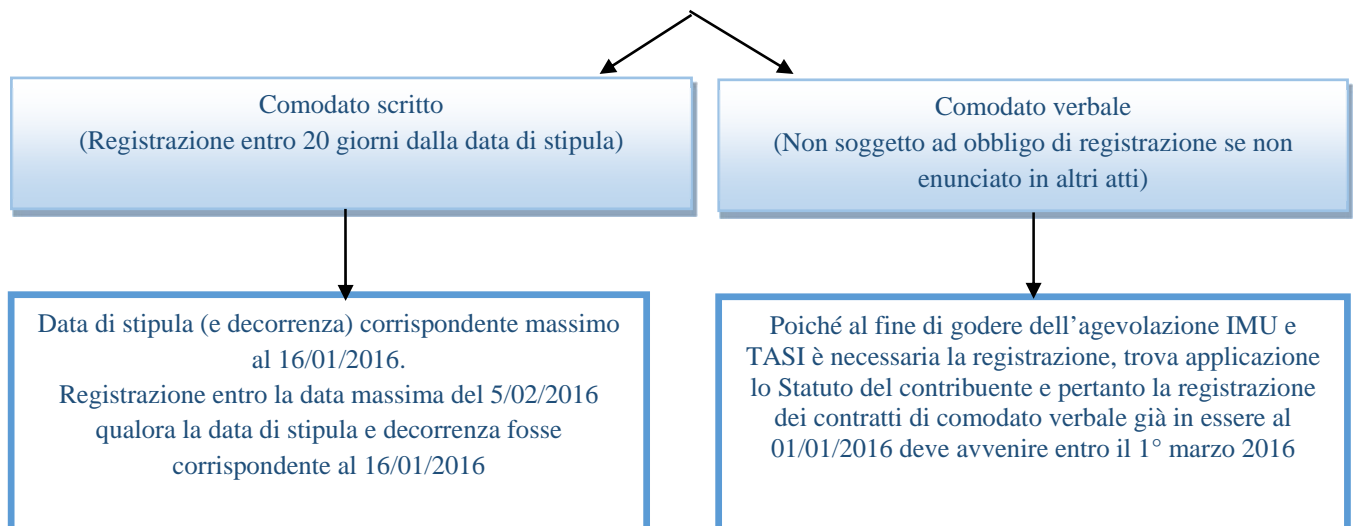 Comodato scritto
(Registrazione entro 20 giorni dalla data di stipula)
Comodato verbale
(Non soggetto ad obbligo di registrazione se non
enunciato in altri atti)
Data di stipula (e decorrenza) corrispondente massimo
al 16/01/2016.
Registrazione entro la data massima del 5/02/2016
qualora la data di stipula e decorrenza fosse
corrispondente al 16/01/2016
Poiché al fine di godere dell’agevolazione IMU e
TASI è necessaria la registrazione, trova applicazione
lo Statuto del contribuente e pertanto la registrazione
dei contratti di comodato verbale già in essere al
01/01/2016 deve avvenire entro il 1° marzo 2016